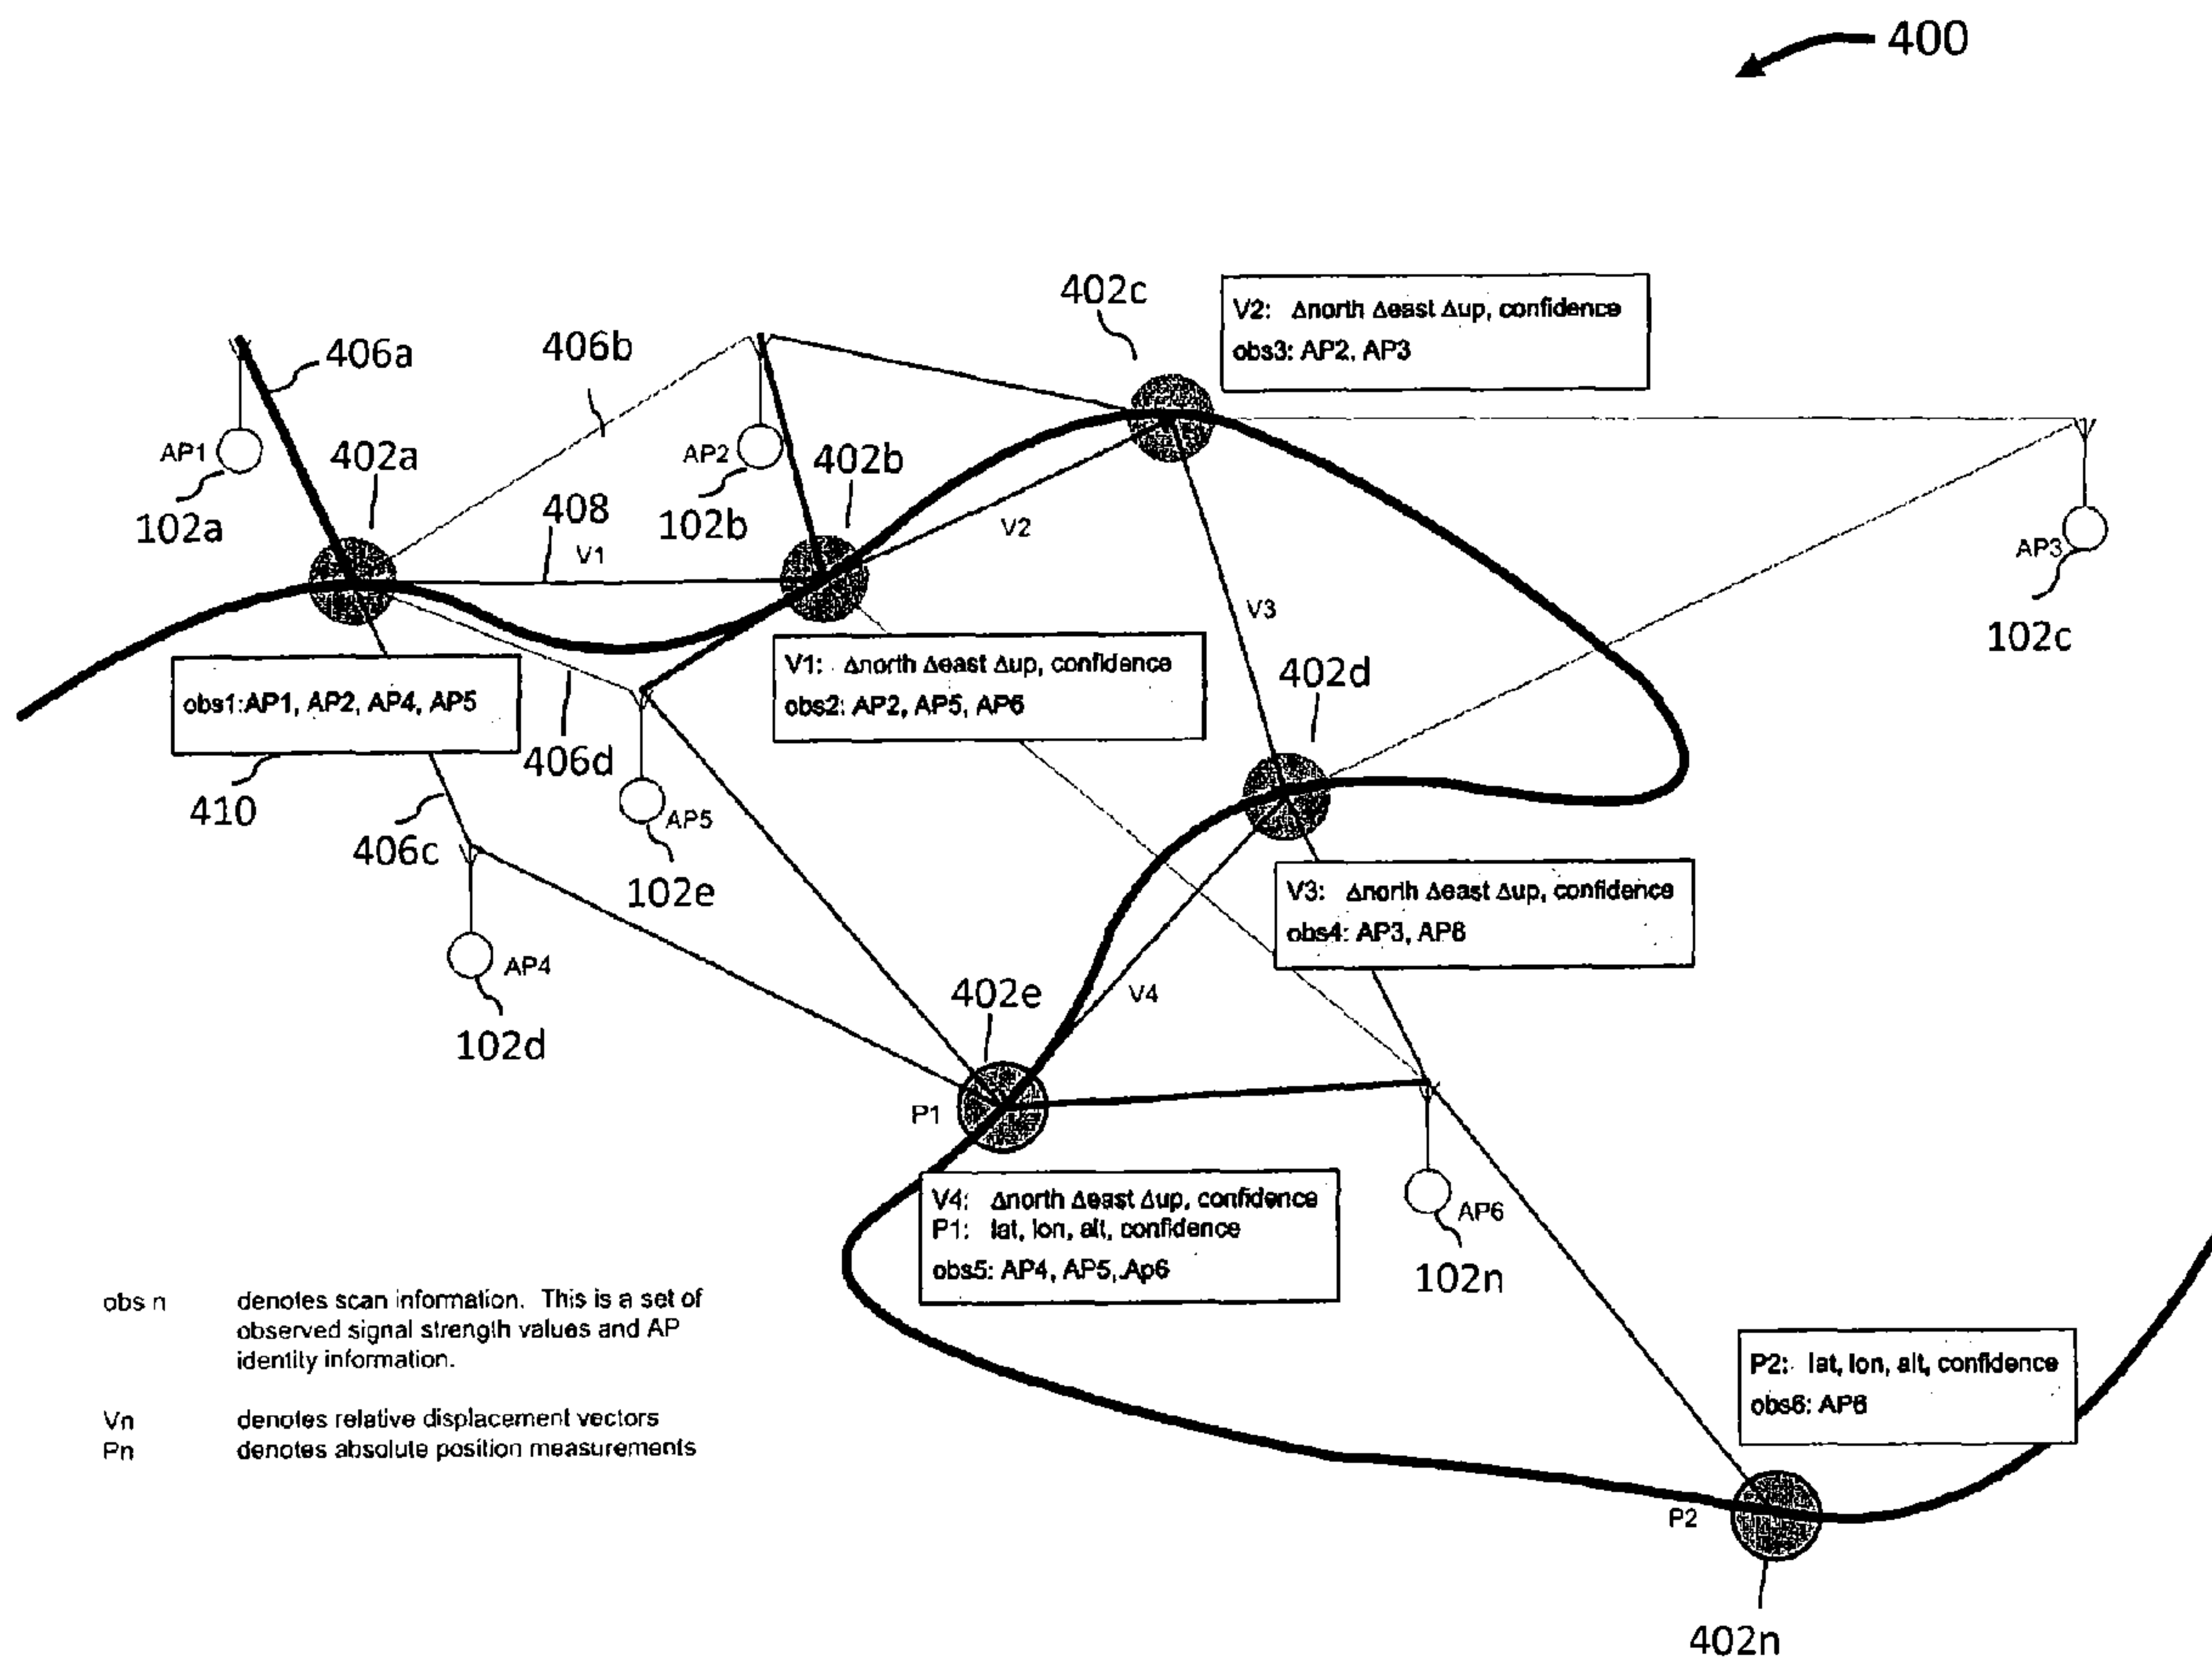 400
402c
V2: Δnorth Δeast Δup, confidence
obs3: AP2, AP3
406a
406b
AP1
402a
AP2
402b
102a
408
102b
V1
V2
AP3
102c
V3
402d
obs1:AP1, AP2, AP4, AP5
V1: Δnorth Δeast Δup, confidence
obs2: AP2, AP5, AP6
406d
410
AP5
406c
102e
V3: Δnorth Δeast Δup, confidence
obs4: AP3, AP6
AP4
402e
V4
102d
P1
V4: Δnorth Δeast Δup, confidence
P1: lat, lon, alt, confidence
obs5: AP4, AP5, Ap6
AP6
102n
obs n denotes scan information. This is a set of
observed signal strength values and AP
identity information.
Vn denotes relative displacement vectors
Pn denotes absolute position measurements
P2: lat, lon, alt, confidence
obs6: AP6
P2
402n